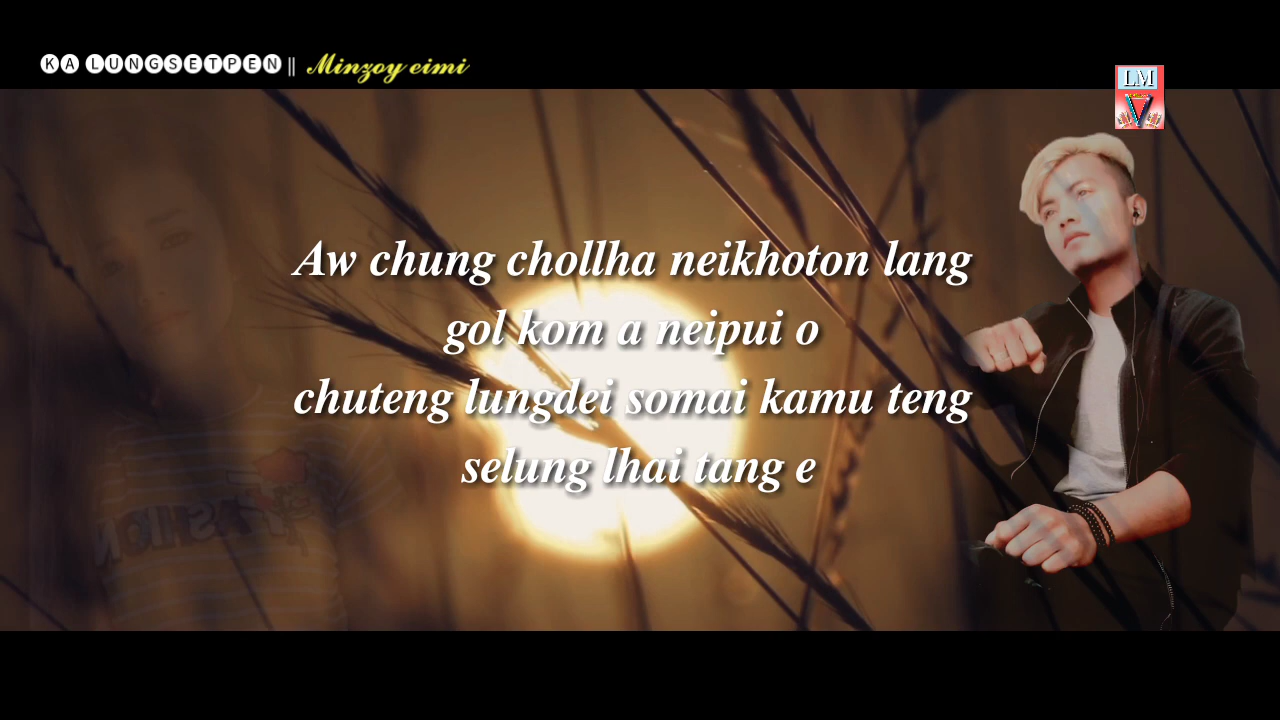 KA LUNGSETPEN || Minzoy eimi
LM
Aw chung chollha neikhoton lang
gol kom a neipui o
chuteng lungdei somai kamu teng
selung lhai tang e
FASHION